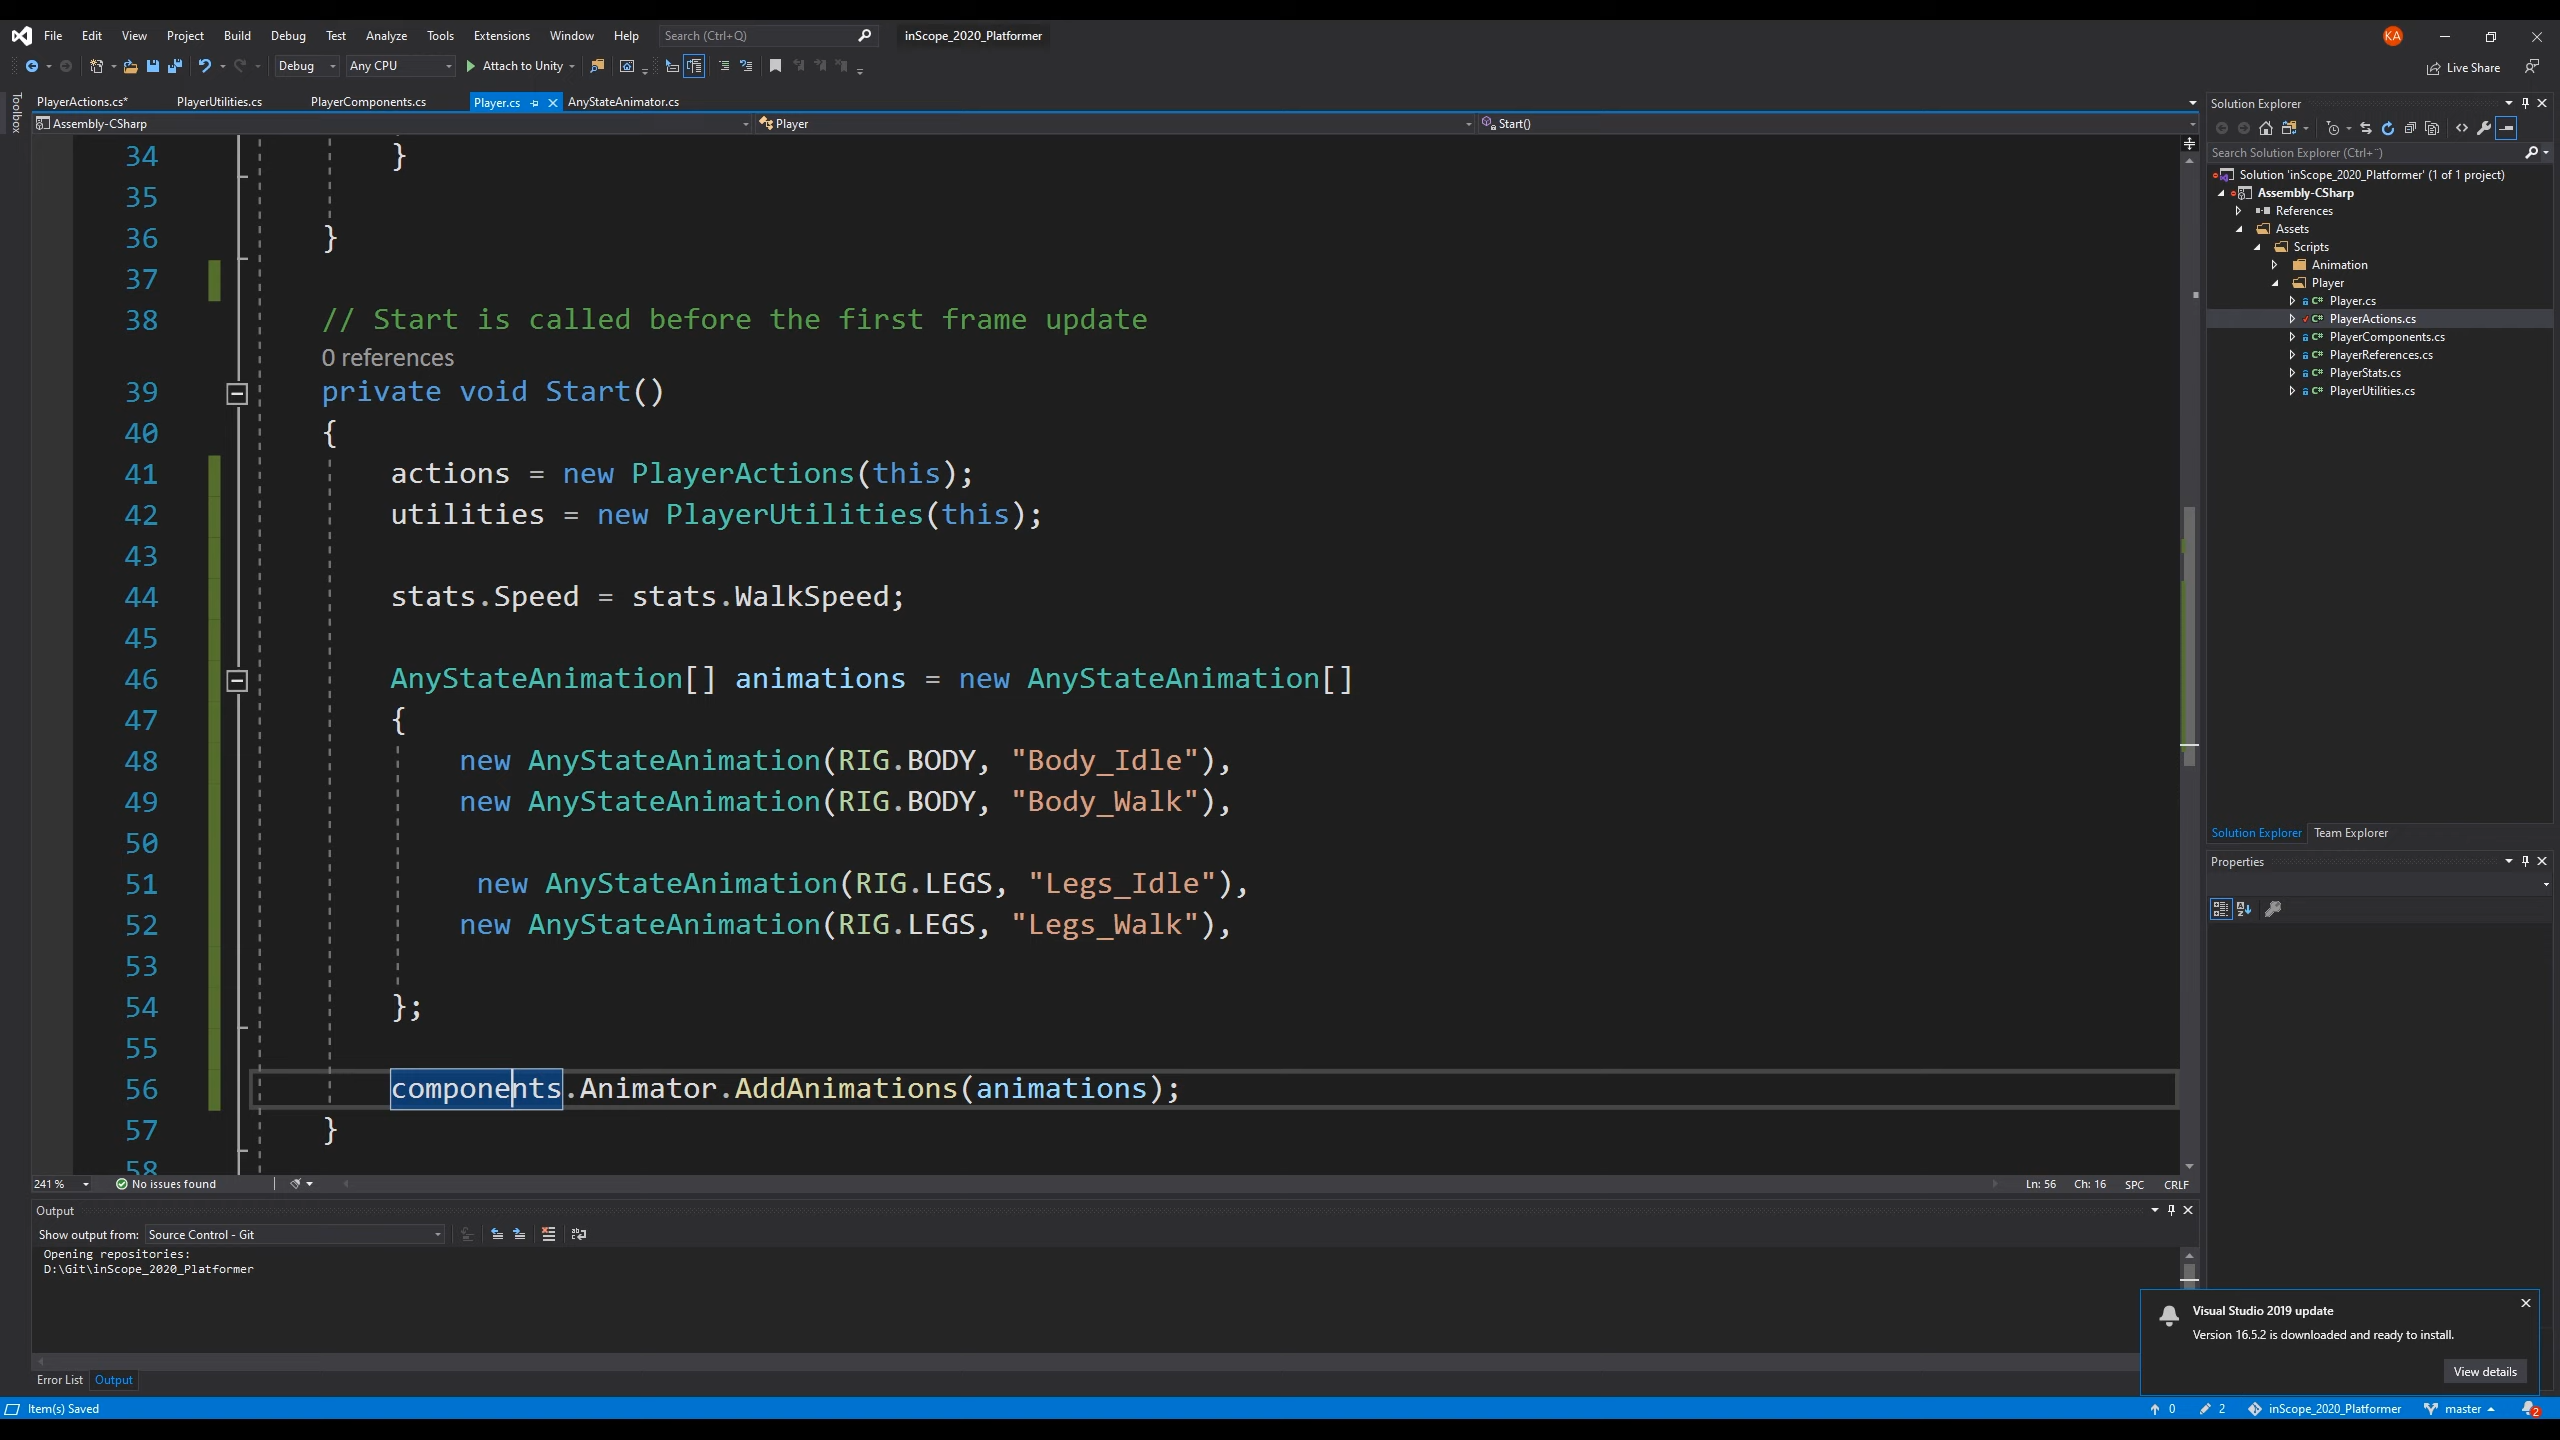 File Edit View Project Build Debug Test Analyze Tools Extensions Window Help Search (Ctrl+Q) inScope_2020_Platformer KA
Debug Any CPU Attach to Unity Live Share
Toolbox
PlayerActions.cs* PlayerUtilities.cs PlayerComponents.cs Player.cs AnyStateAnimator.cs
Assembly-CSharp Player Start()
34 }
35
36 }
37
38 // Start is called before the first frame update
0 references
39 private void Start()
40 {
41 actions = new PlayerActions(this);
42 utilities = new PlayerUtilities(this);
43
44 stats.Speed = stats.WalkSpeed;
45
46 AnyStateAnimation[] animations = new AnyStateAnimation[]
47 {
48 new AnyStateAnimation(RIG.BODY, "Body_Idle"),
49 new AnyStateAnimation(RIG.BODY, "Body_Walk"),
50
51 new AnyStateAnimation(RIG.LEGS, "Legs_Idle"),
52 new AnyStateAnimation(RIG.LEGS, "Legs_Walk"),
53
54 };
55
56 components.Animator.AddAnimations(animations);
57 }
58
241 % No issues found Ln: 56 Ch: 16 SPC CRLF
Output
Show output from: Source Control - Git
Opening repositories:
D:\Git\inScope_2020_Platformer
Error List Output
Solution Explorer
Search Solution Explorer (Ctrl+¨)
Solution 'inScope_2020_Platformer' (1 of 1 project)
Assembly-CSharp
References
Assets
Scripts
Animation
Player
Player.cs
PlayerActions.cs
PlayerComponents.cs
PlayerReferences.cs
PlayerStats.cs
PlayerUtilities.cs
Solution Explorer Team Explorer
Properties
Visual Studio 2019 update
Version 16.5.2 is downloaded and ready to install.
View details
Item(s) Saved 0 2 inScope_2020_Platformer master 2